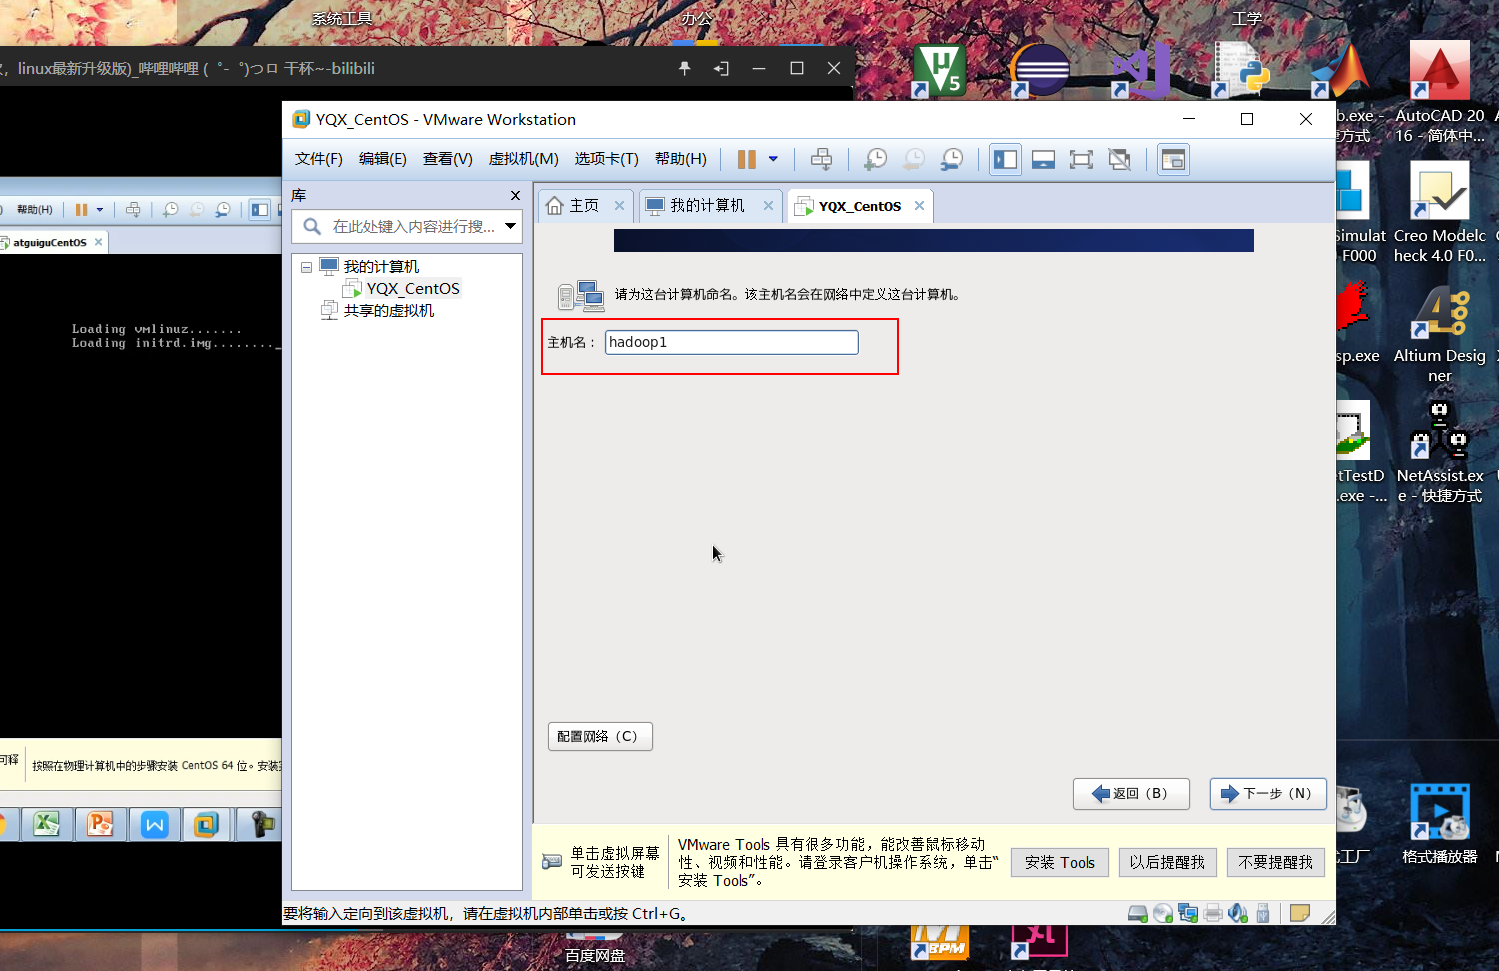 系统工具
办公
工学
linux最新升级版)_哔哩哔哩 (゜-゜)つロ 干杯~-bilibili
b.exe -
AutoCAD 20
16 - 简体中...
YQX_CentOS - VMware Workstation
文件(F) 编辑(E) 查看(V) 虚拟机(M) 选项卡(T) 帮助(H)
库
在此处键入内容进行搜...
主页
我的计算机
YQX_CentOS
我的计算机
YQX_CentOS
共享的虚拟机
帮助(H)
atguiguCentOS
Loading vmlinuz.......
Loading initrd.img........_
请为这台计算机命名。该主机名会在网络中定义这台计算机。
主机名： hadoop1
Simulat
F000
Creo Modelc
heck 4.0 F0...
sp.exe
Altium Desig
ner
tTestD
.exe -...
NetAssist.ex
e - 快捷方式
配置网络（C）
返回（B）
下一步（N）
按照在物理计算机中的步骤安装 CentOS 64 位。安装
单击虚拟屏幕
可发送按键
VMware Tools 具有很多功能，能改善鼠标移动
性、视频和性能。请登录客户机操作系统，单击“
安装 Tools”。
安装 Tools
以后提醒我
不要提醒我
要将输入定向到该虚拟机，请在虚拟机内部单击或按 Ctrl+G。
工厂
格式播放器
百度网盘
BPM